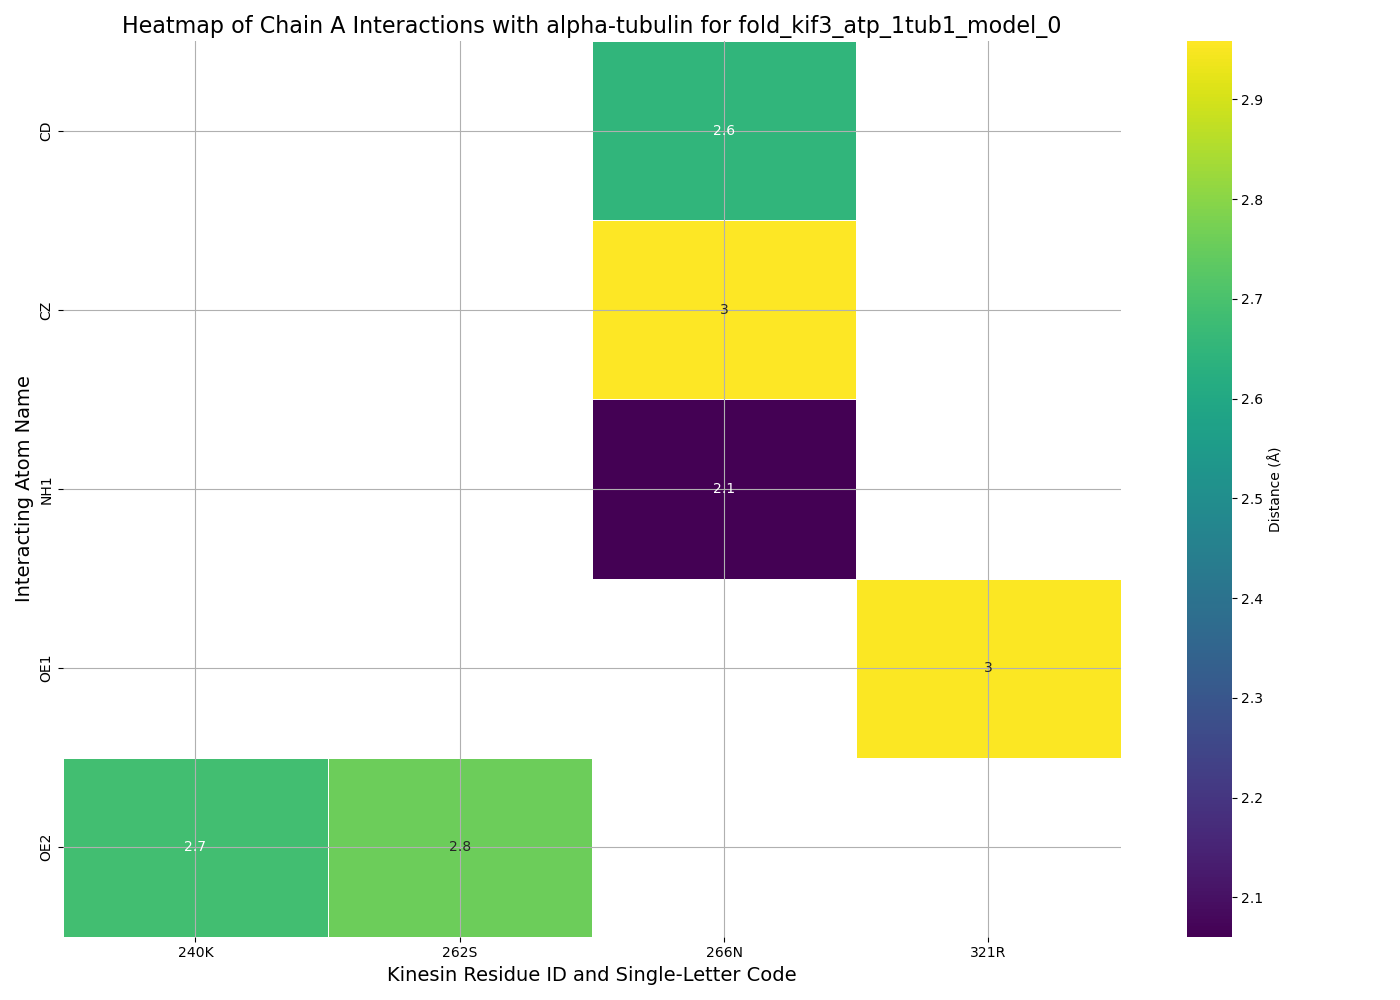 Heatmap of Chain A Interactions with alpha-tubulin for fold_kif3_atp_1tub1_model_0
Interacting Atom Name
CD
CZ
NH1
OE1
OE2
2.6
3
2.1
3
2.7
2.8
240K
262S
266N
321R
Kinesin Residue ID and Single-Letter Code
2.9
2.8
2.7
2.6
2.5
2.4
2.3
2.2
2.1
Distance (Å)